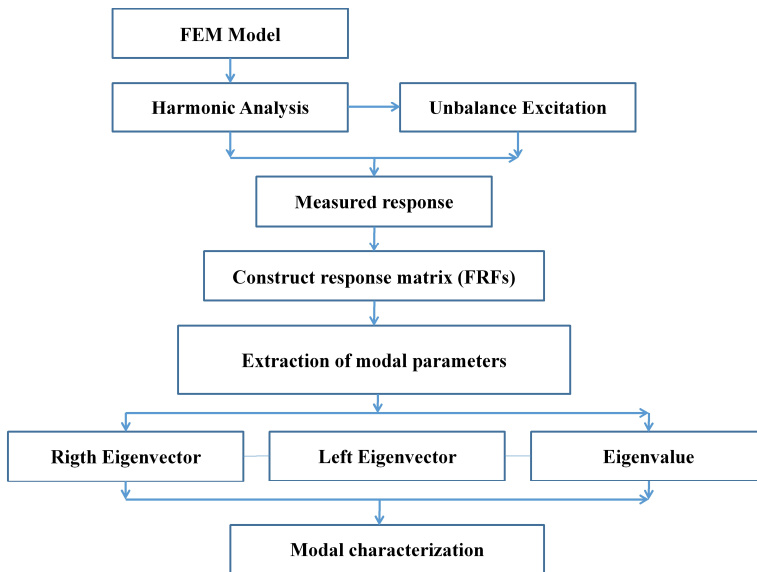 FEM Model
Harmonic Analysis
Unbalance Excitation
Measured response
Construct response matrix (FRFs)
Extraction of modal parameters
Rigth Eigenvector
Left Eigenvector
Eigenvalue
Modal characterization